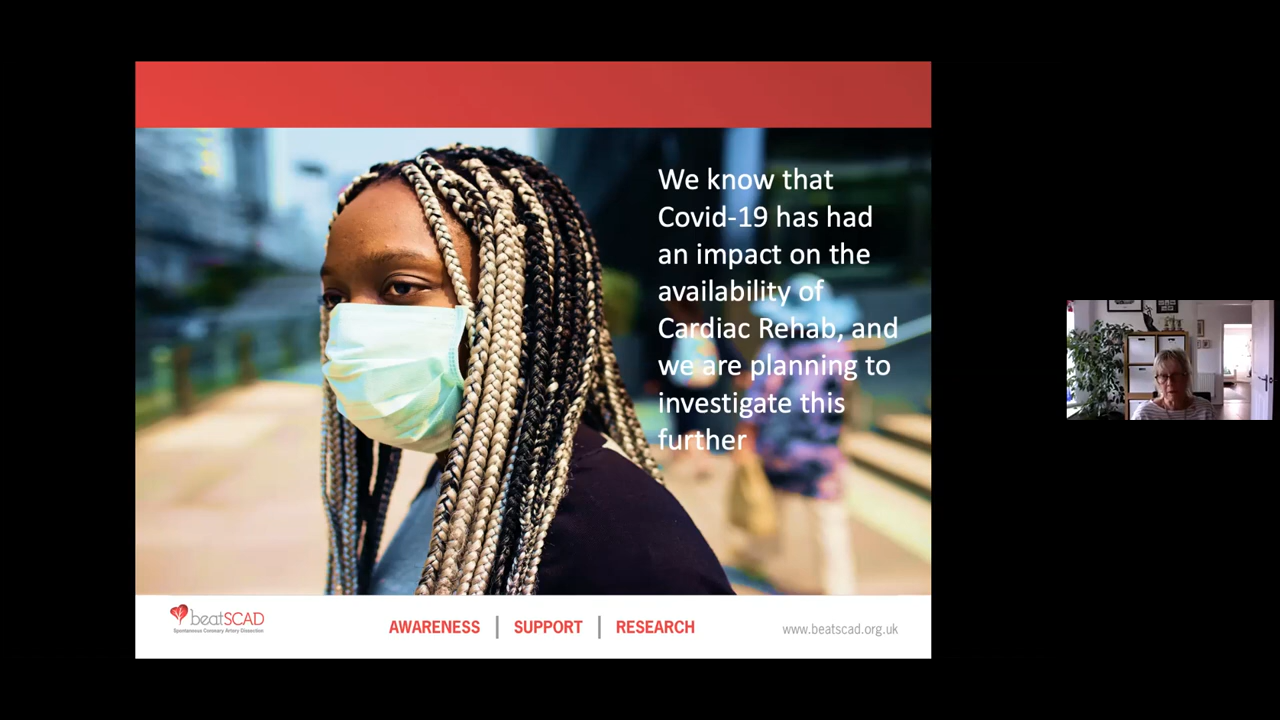 We know that
Covid-19 has had
an impact on the
availability of
Cardiac Rehab, and
we are planning to
investigate this
further
beatSCAD
Spontaneous Coronary Artery Dissection
AWARENESS | SUPPORT | RESEARCH
www.beatscad.org.uk